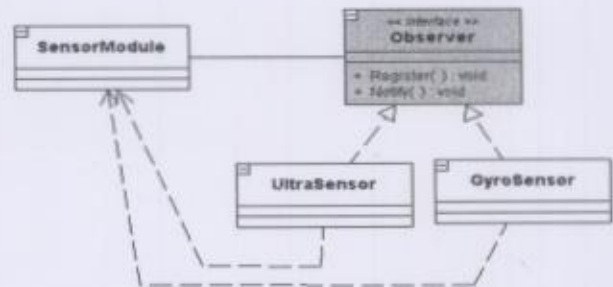 SensorModule
<< interface >>
Observer
+ Register( ) : void
+ Notify( ) : void
UltraSensor
GyroSensor